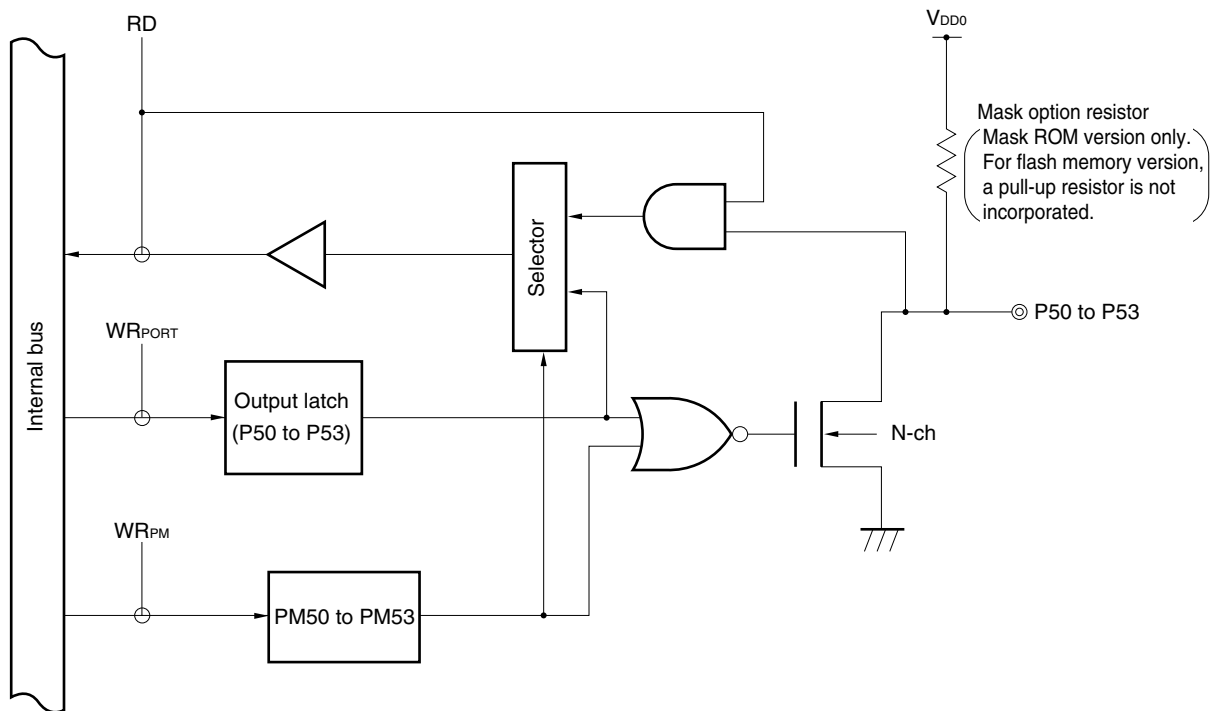 RD
VDD0
Mask option resistor
Mask ROM version only.
For flash memory version,
a pull-up resistor is not
incorporated.
Selector
Internal bus
P50 to P53
WRPORT
Output latch
(P50 to P53)
N-ch
WRPM
PM50 to PM53